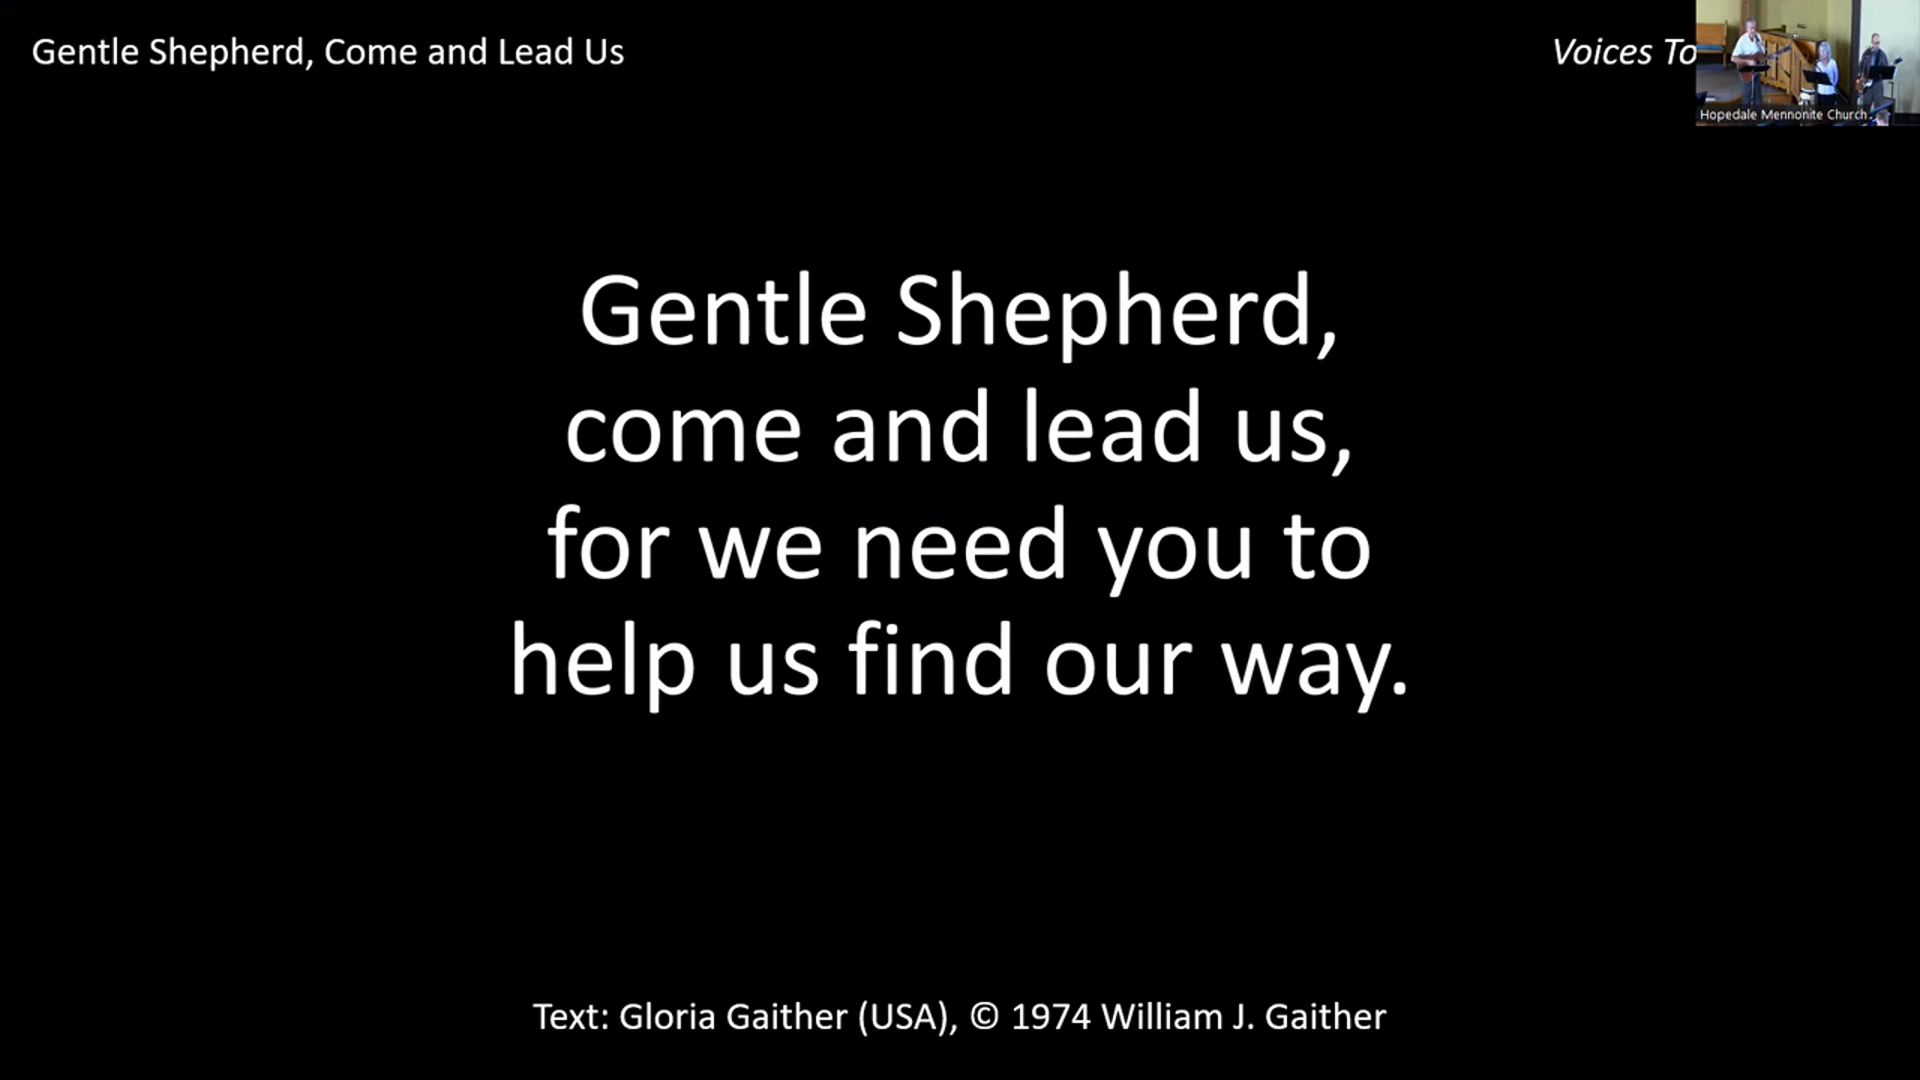 Gentle Shepherd, Come and Lead Us
Voices To
Hopedale Mennonite Church
Gentle Shepherd,
come and lead us,
for we need you to
help us find our way.
Text: Gloria Gaither (USA), © 1974 William J. Gaither